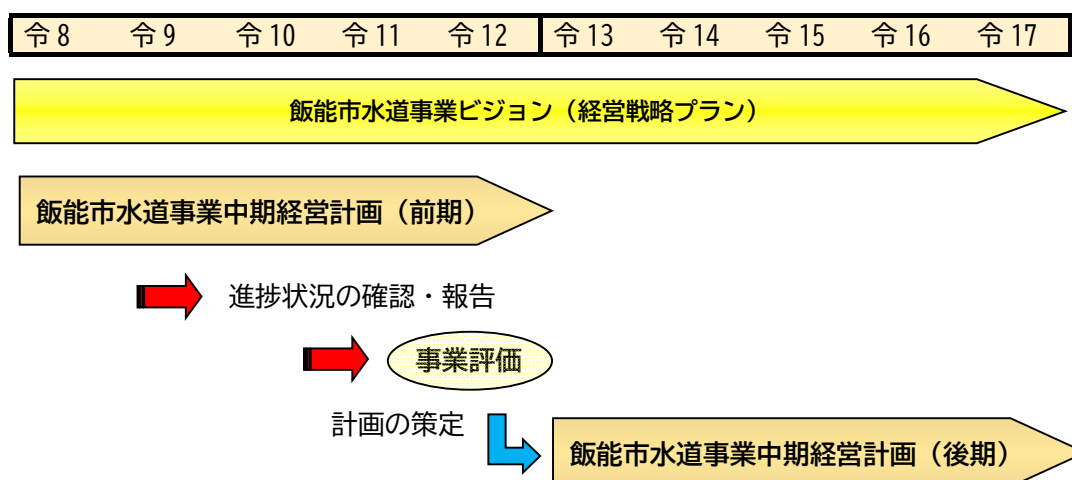 令8 令9 令10 令11 令12 令13 令14 令15 令16 令17
飯能市水道事業ビジョン（経営戦略プラン）
飯能市水道事業中期経営計画（前期）
進捗状況の確認・報告
事業評価
計画の策定
飯能市水道事業中期経営計画（後期）